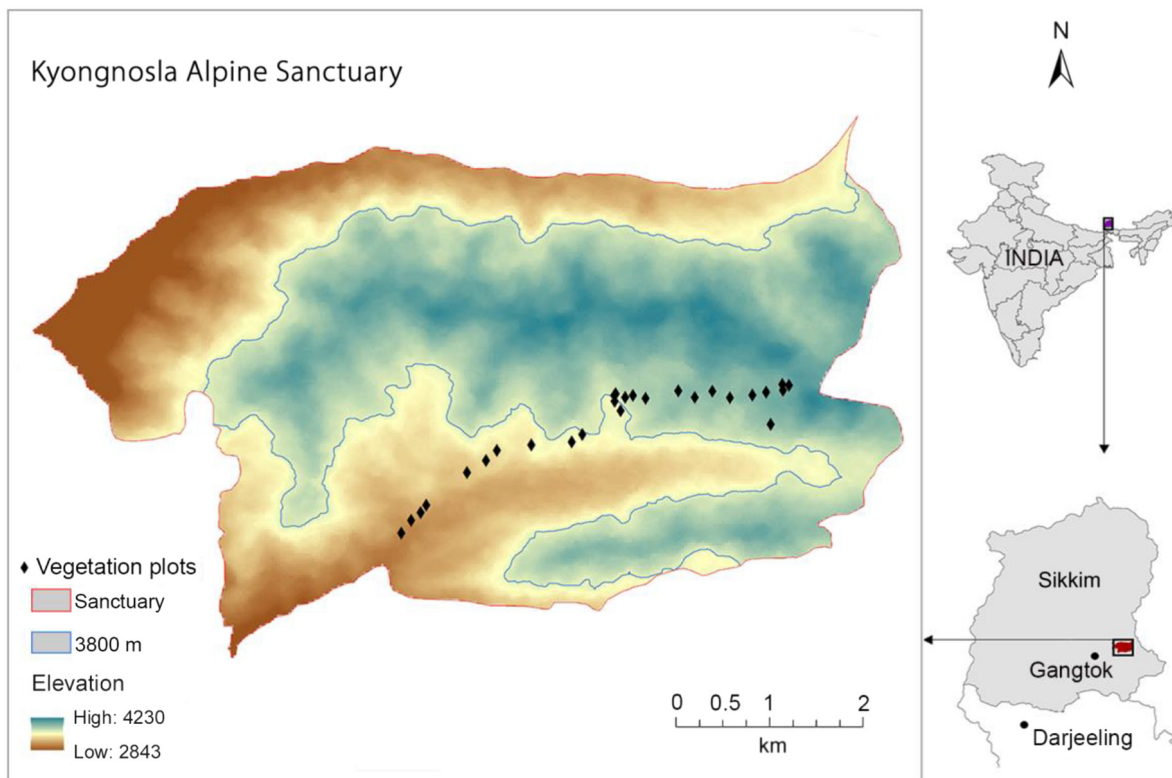 Kyongnosla Alpine Sanctuary
Vegetation plots
Sanctuary
3800 m
Elevation
High: 4230
Low: 2843
0 0.5 1 2
km
N
INDIA
Sikkim
Gangtok
Darjeeling